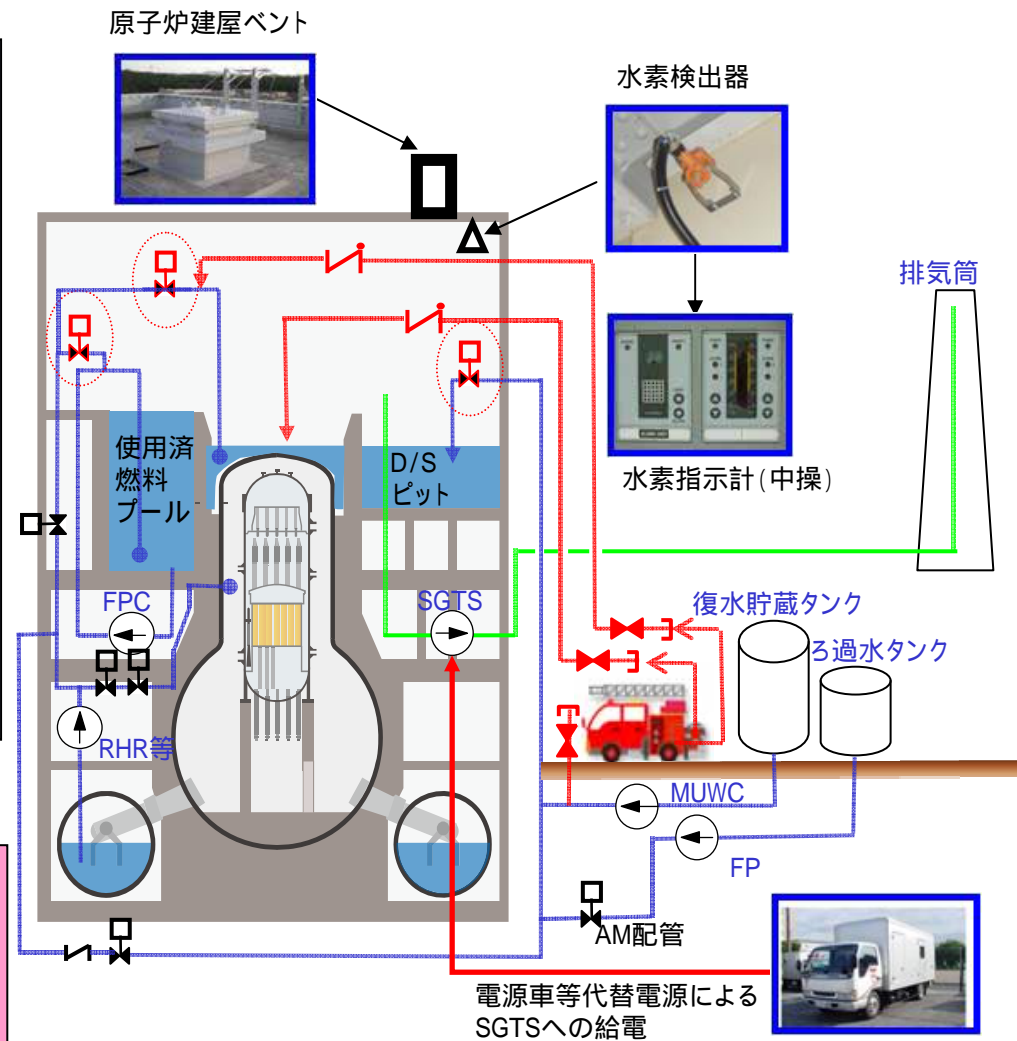 原子炉建屋ベント
水素検出器
排気筒
水素指示計(中操)
使用済
燃料
プール
D/S
ピット
FPC
SGTS
復水貯蔵タンク
ろ過水タンク
RHR等
MUWC
FP
AM配管
電源車等代替電源による
SGTSへの給電